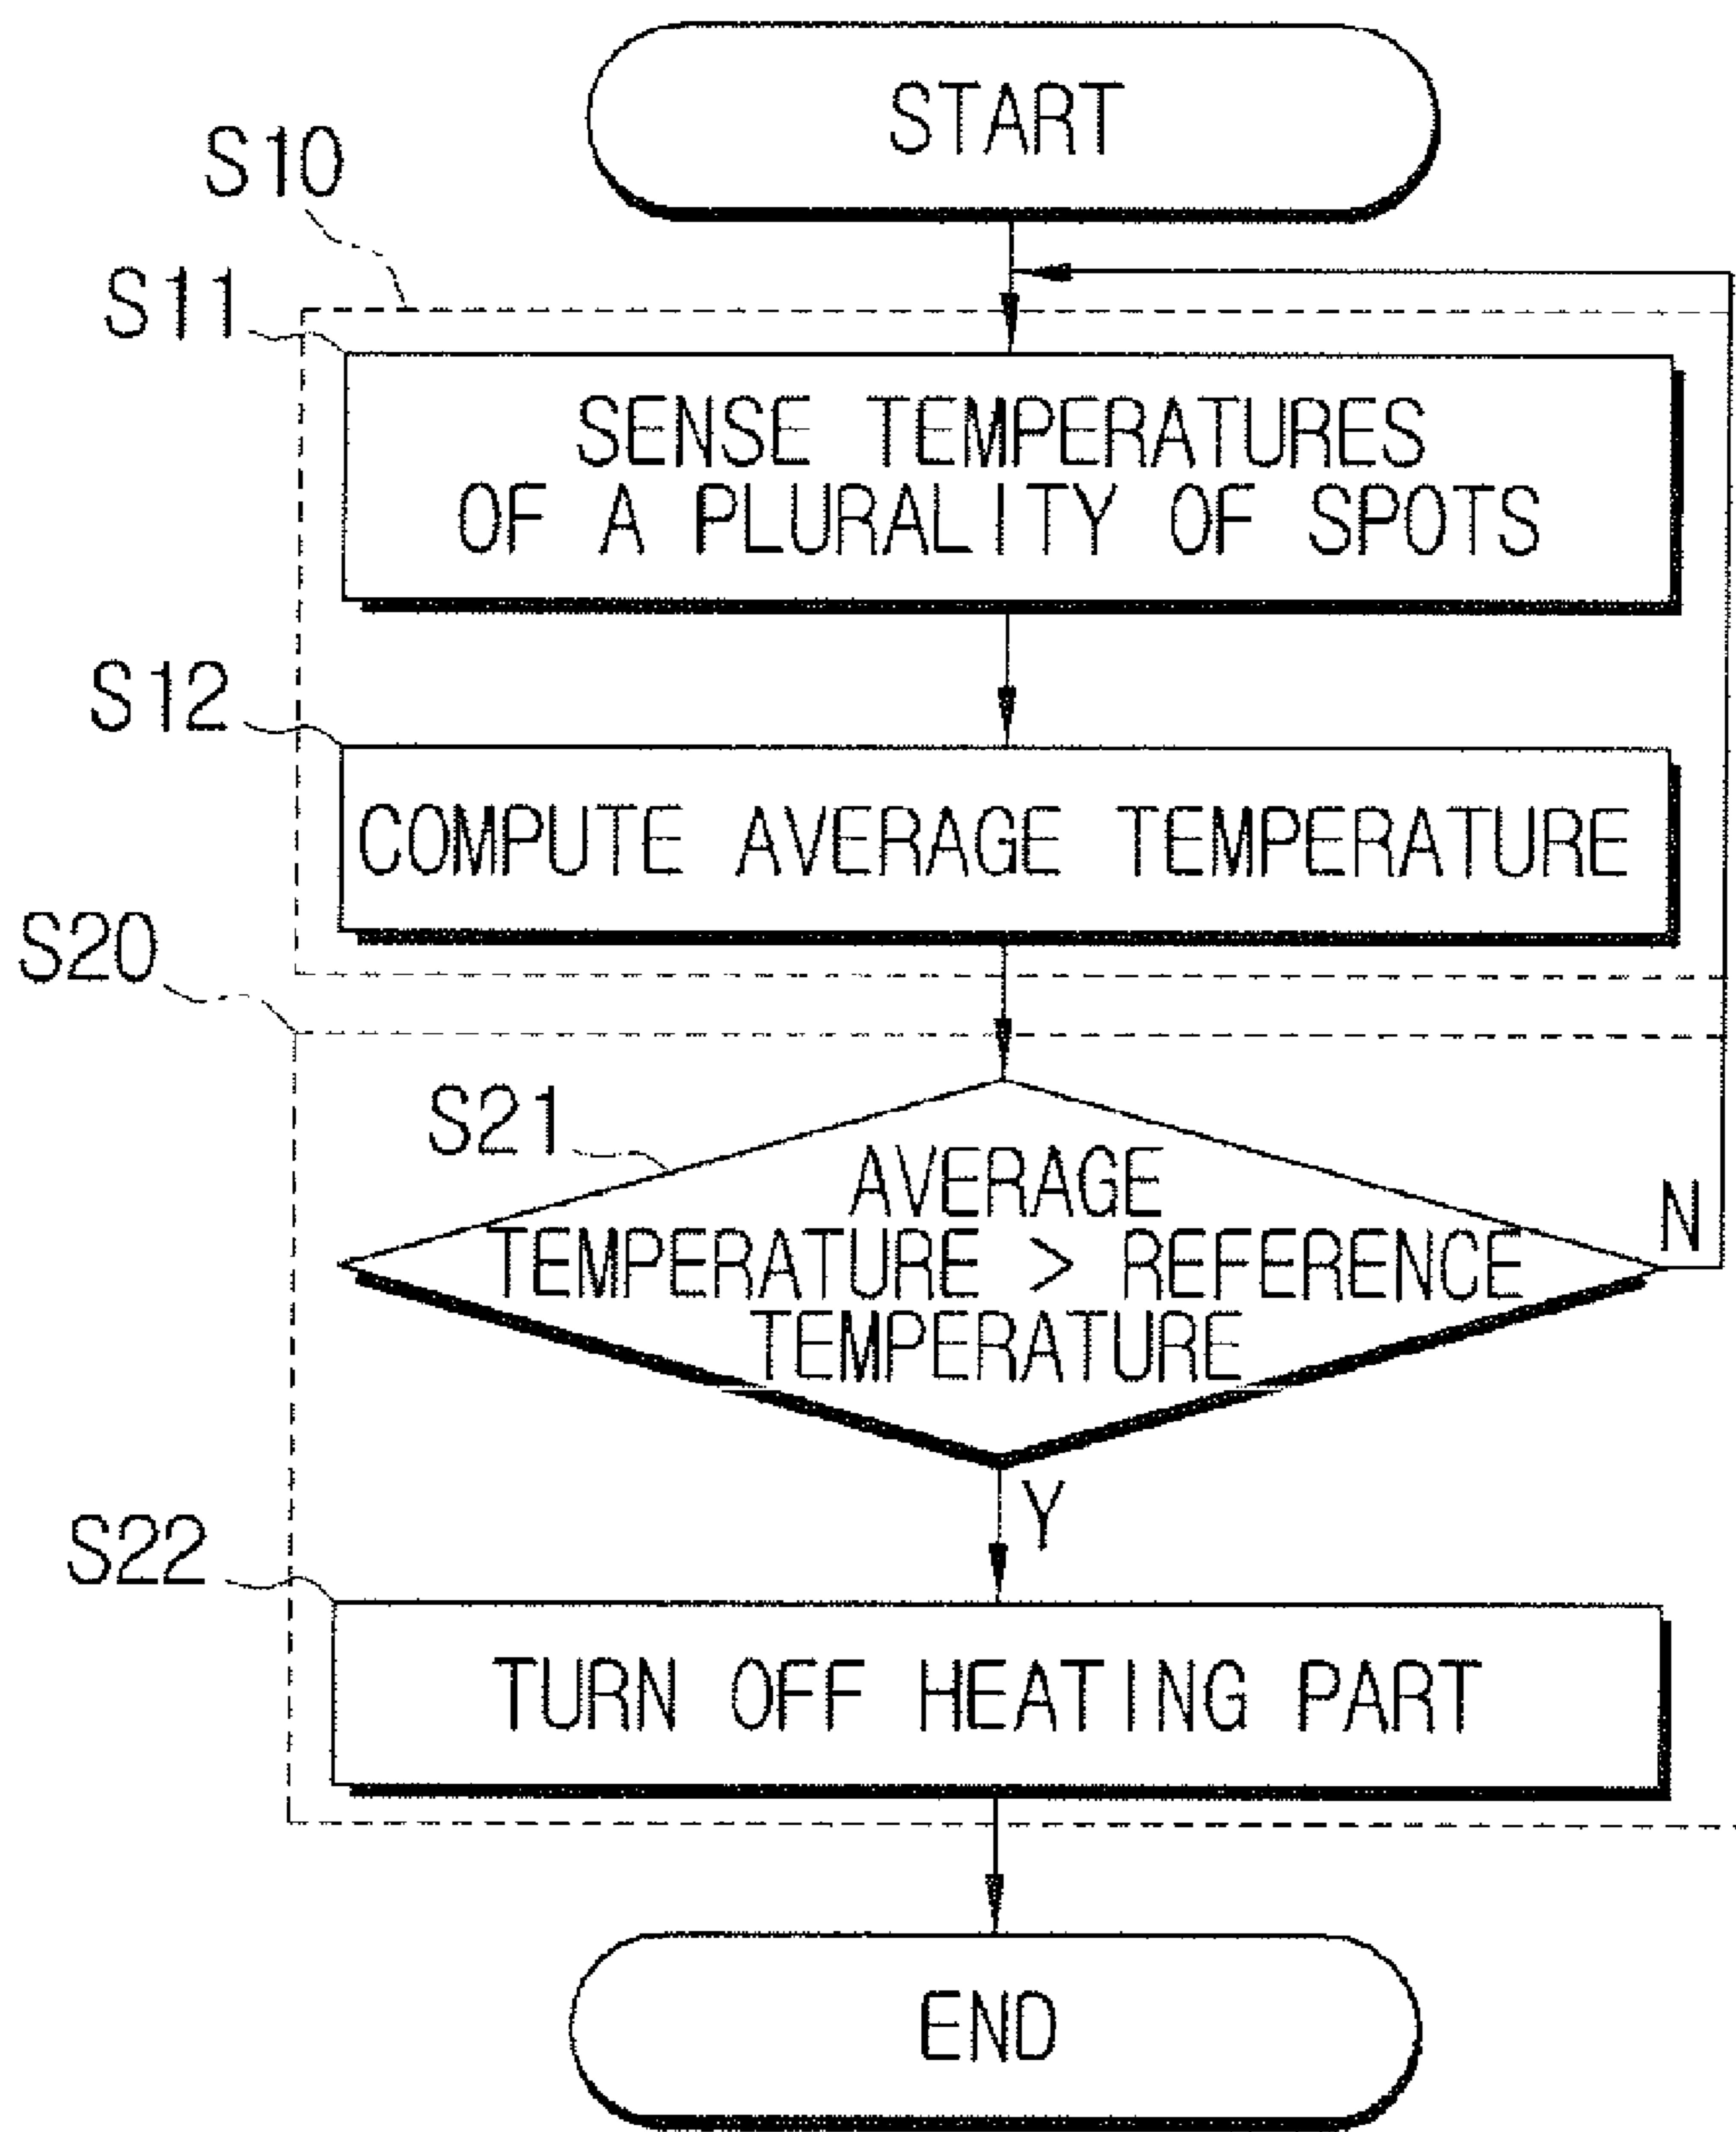 START
S10
S11
SENSE TEMPERATURES
OF A PLURALITY OF SPOTS
S12
COMPUTE AVERAGE TEMPERATURE
S20
S21
AVERAGE
TEMPERATURE > REFERENCE
TEMPERATURE
N
Y
S22
TURN OFF HEATING PART
END